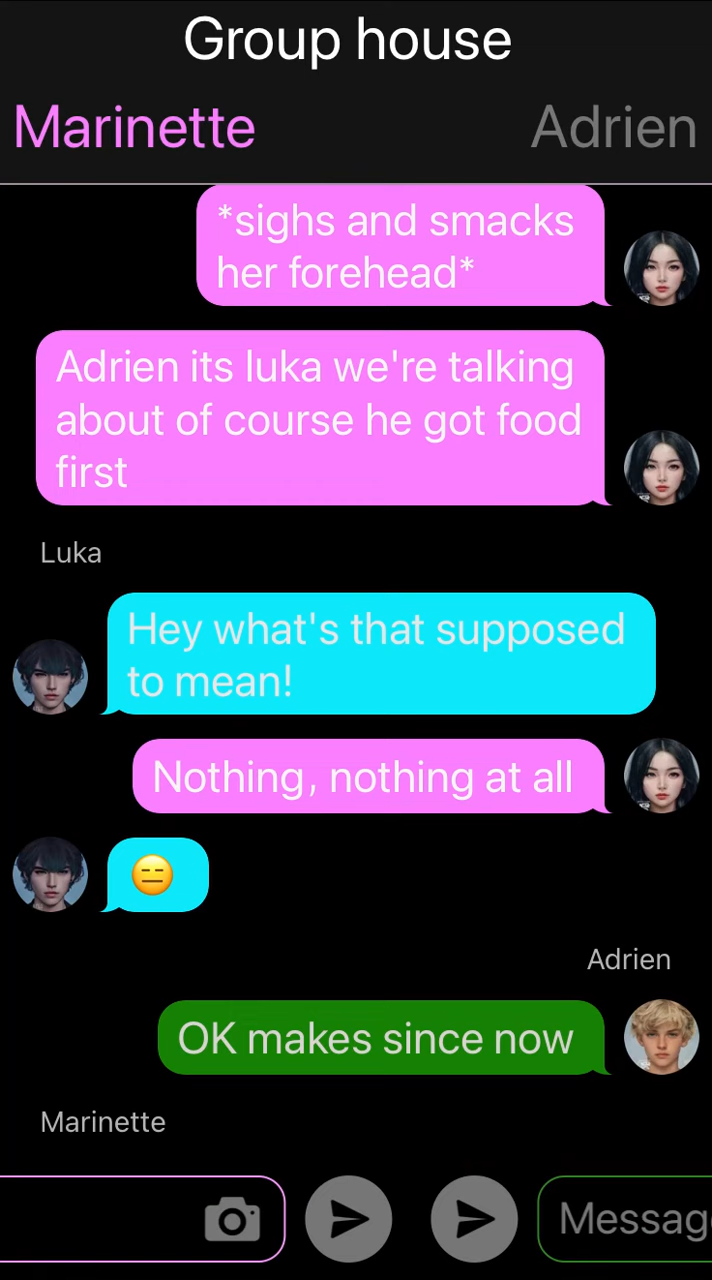 Group house
Marinette
Adrien
*sighs and smacks
her forehead*
Adrien its luka we're talking
about of course he got food
first
Luka
Hey what's that supposed
to mean!
Nothing, nothing at all
😑
Adrien
OK makes since now
Marinette
Messag